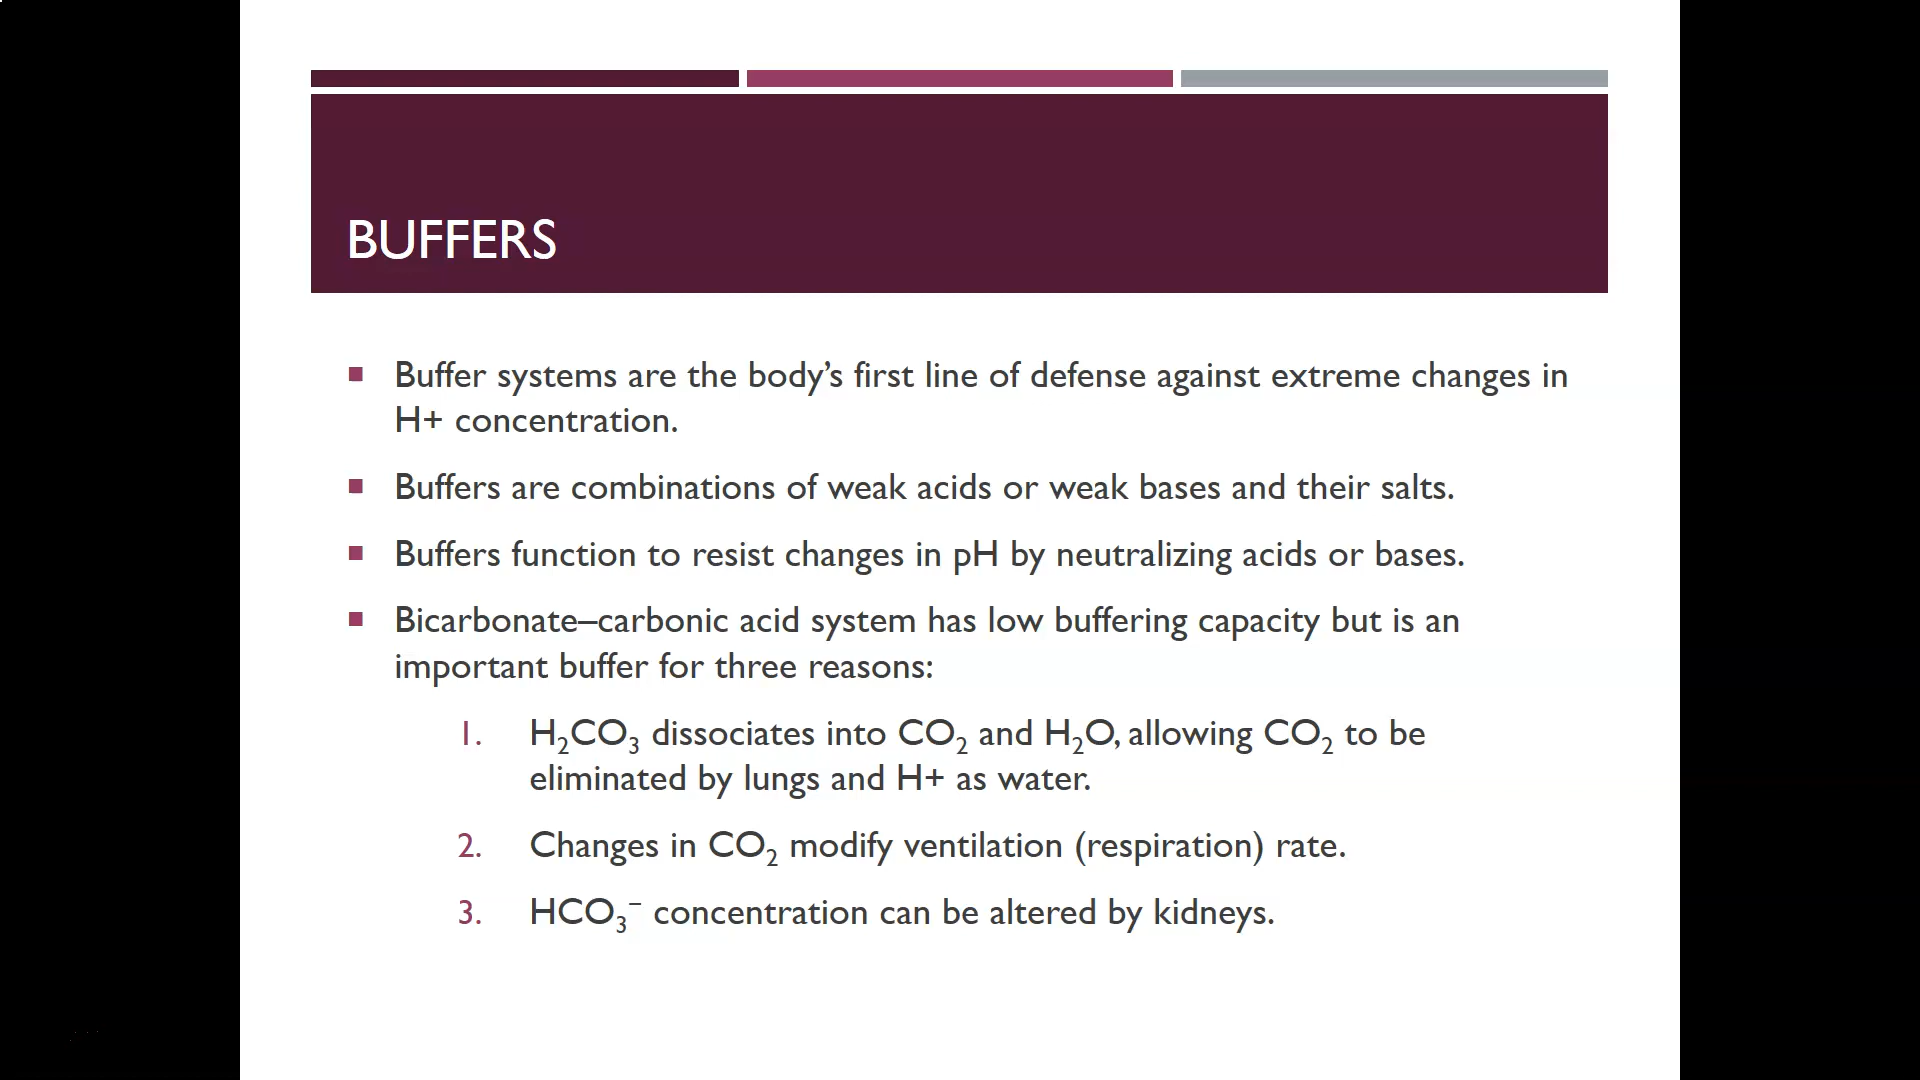 BUFFERS
Buffer systems are the body’s first line of defense against extreme changes in
H+ concentration.
Buffers are combinations of weak acids or weak bases and their salts.
Buffers function to resist changes in pH by neutralizing acids or bases.
Bicarbonate–carbonic acid system has low buffering capacity but is an
important buffer for three reasons:
1. H₂CO₃ dissociates into CO₂ and H₂O, allowing CO₂ to be
eliminated by lungs and H+ as water.
2. Changes in CO₂ modify ventilation (respiration) rate.
3. HCO₃⁻ concentration can be altered by kidneys.